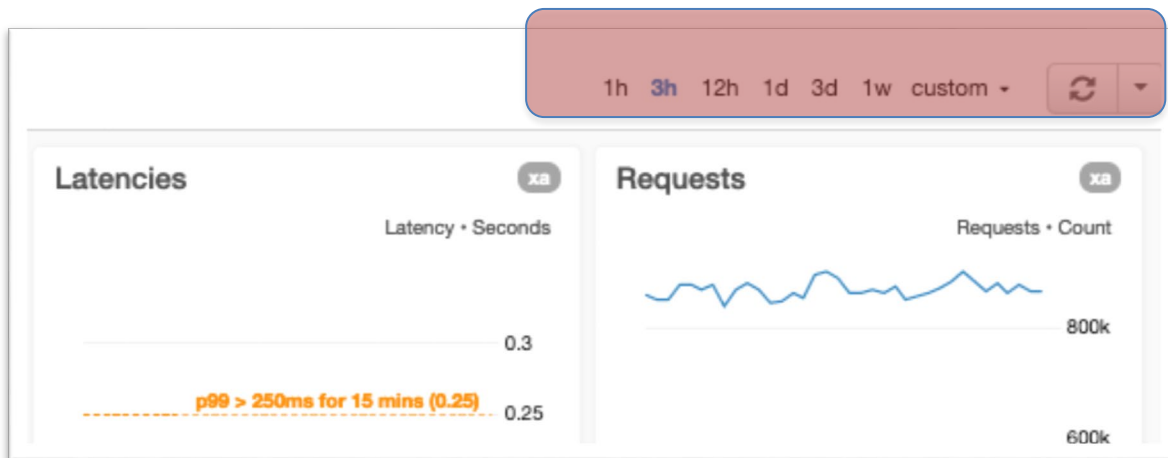 1h 3h 12h 1d 3d 1w custom
Latencies xa
Latency • Seconds
0.3
p99 > 250ms for 15 mins (0.25)
0.25
Requests xa
Requests • Count
800k
600k